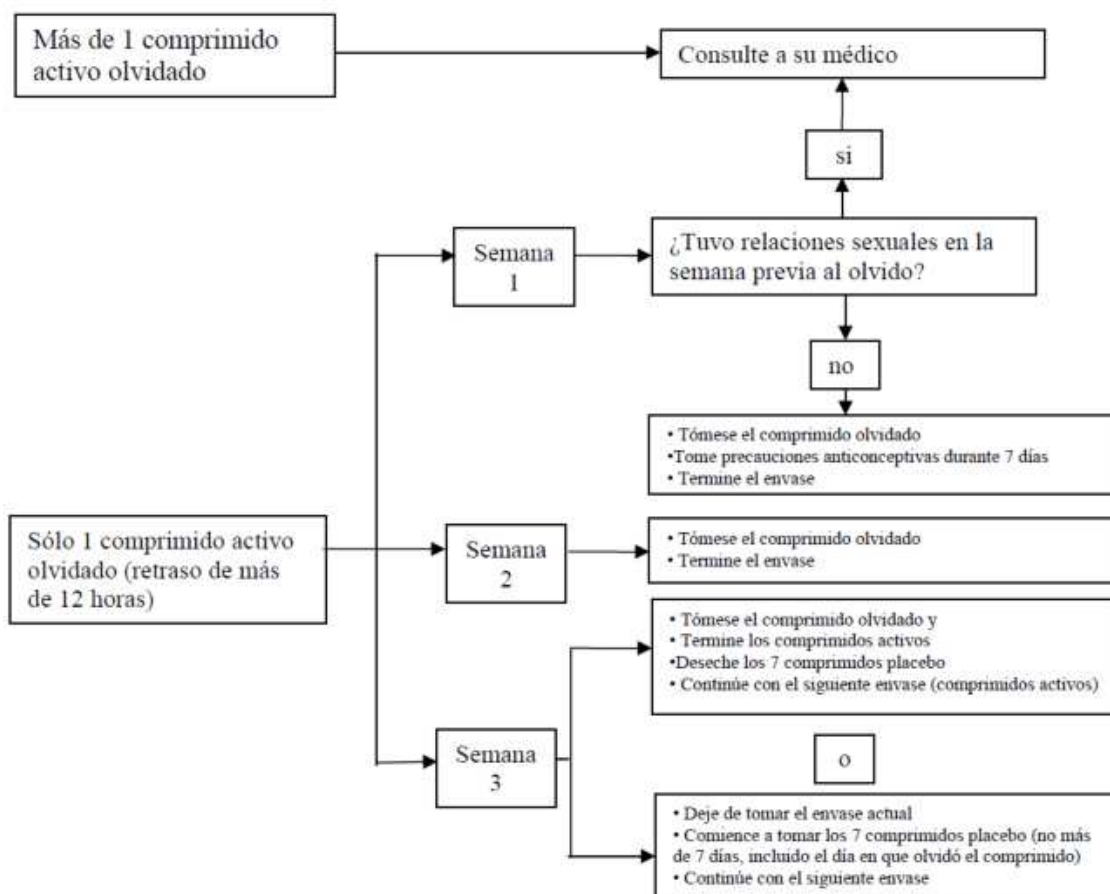 Más de 1 comprimido
activo olvidado
Consulte a su médico
si
Semana
1
¿Tuvo relaciones sexuales en la
semana previa al olvido?
no
• Tómese el comprimido olvidado
•Tome precauciones anticonceptivas durante 7 días
• Termine el envase
Sólo 1 comprimido activo
olvidado (retraso de más
de 12 horas)
Semana
2
• Tómese el comprimido olvidado
• Termine el envase
• Tómese el comprimido olvidado y
• Termine los comprimidos activos
•Deseche los 7 comprimidos placebo
• Continúe con el siguiente envase (comprimidos activos)
Semana
3
o
• Deje de tomar el envase actual
• Comience a tomar los 7 comprimidos placebo (no más
de 7 días, incluido el día en que olvidó el comprimido)
• Continúe con el siguiente envase